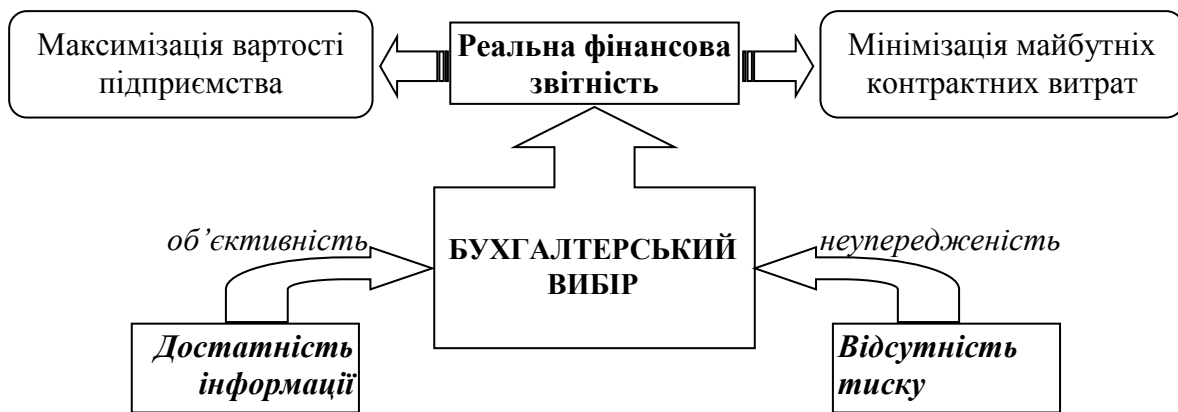 Максимізація вартості
підприємства
Реальна фінансова
звітність
Мінімізація майбутніх
контрактних витрат
об’єктивність
БУХГАЛТЕРСЬКИЙ
ВИБІР
неупередженість
Достатність
інформації
Відсутність
тиску